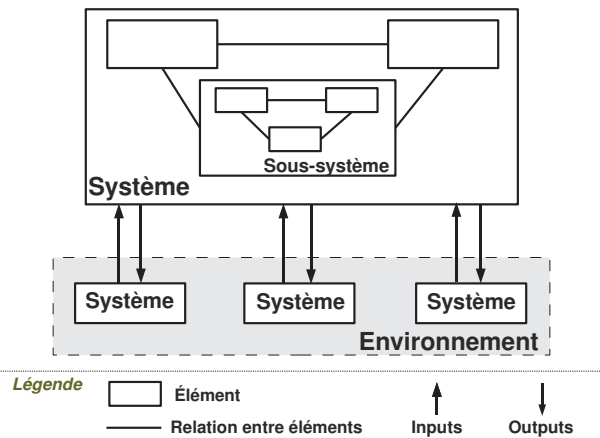 Sous-système
Système
Système
Système
Système
Environnement
Légende
Élément
Relation entre éléments
Inputs
Outputs